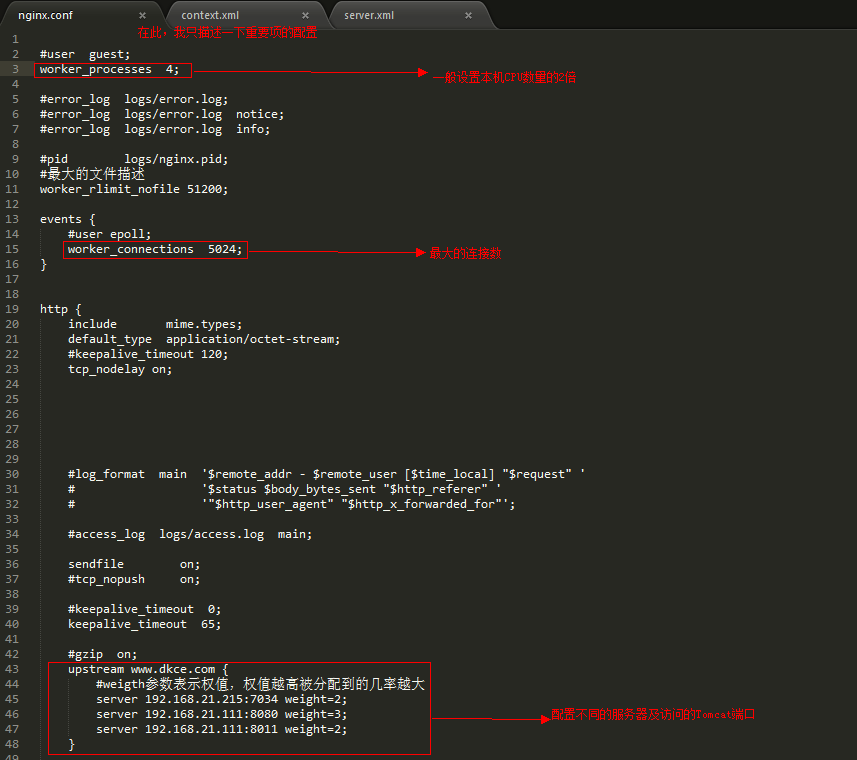 nginx.conf × context.xml × server.xml ×
在此，我只描述一下重要项的配置
1
2 #user guest;
3 worker_processes 4; 一般设置本机CPU数量的2倍
4
5 #error_log logs/error.log;
6 #error_log logs/error.log notice;
7 #error_log logs/error.log info;
8
9 #pid logs/nginx.pid;
10 #最大的文件描述
11 worker_rlimit_nofile 51200;
12
13 events {
14 #user epoll;
15 worker_connections 5024; 最大的连接数
16 }
17
18
19 http {
20 include mime.types;
21 default_type application/octet-stream;
22 #keepalive_timeout 120;
23 tcp_nodelay on;
24
25
26
27
28
29
30 #log_format main '$remote_addr - $remote_user [$time_local] "$request" '
31 # '$status $body_bytes_sent "$http_referer" '
32 # '"$http_user_agent" "$http_x_forwarded_for"';
33
34 #access_log logs/access.log main;
35
36 sendfile on;
37 #tcp_nopush on;
38
39 #keepalive_timeout 0;
40 keepalive_timeout 65;
41
42 #gzip on;
43 upstream www.dkce.com {
44 #weigth参数表示权值，权值越高被分配到的几率越大
45 server 192.168.21.215:7034 weight=2;
46 server 192.168.21.111:8080 weight=3; 配置不同的服务器及访问的Tomcat端口
47 server 192.168.21.111:8011 weight=2;
48 }
49